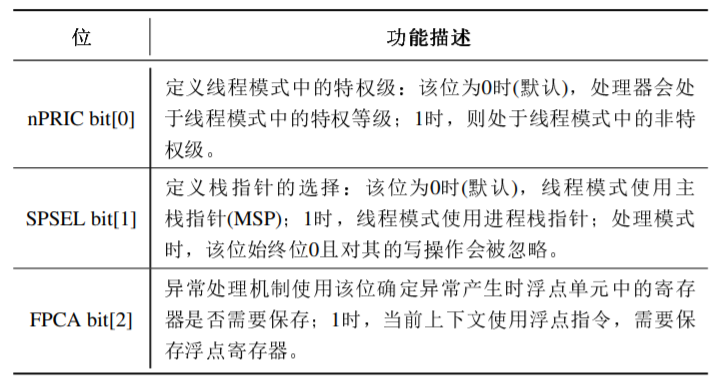 位 功能描述
定义线程模式中的特权级：该位为0时(默认)，处理器会处
nPRIC bit[0] 于线程模式中的特权等级；1时，则处于线程模式中的非特
权级。
定义栈指针的选择：该位为0时(默认)，线程模式使用主
SPSEL bit[1] 栈指针(MSP)；1时，线程模式使用进程栈指针；处理模式
时，该位始终位0且对其的写操作会被忽略。
异常处理机制使用该位确定异常产生时浮点单元中的寄存
FPCA bit[2] 器是否需要保存；1时，当前上下文使用浮点指令，需要保
存浮点寄存器。